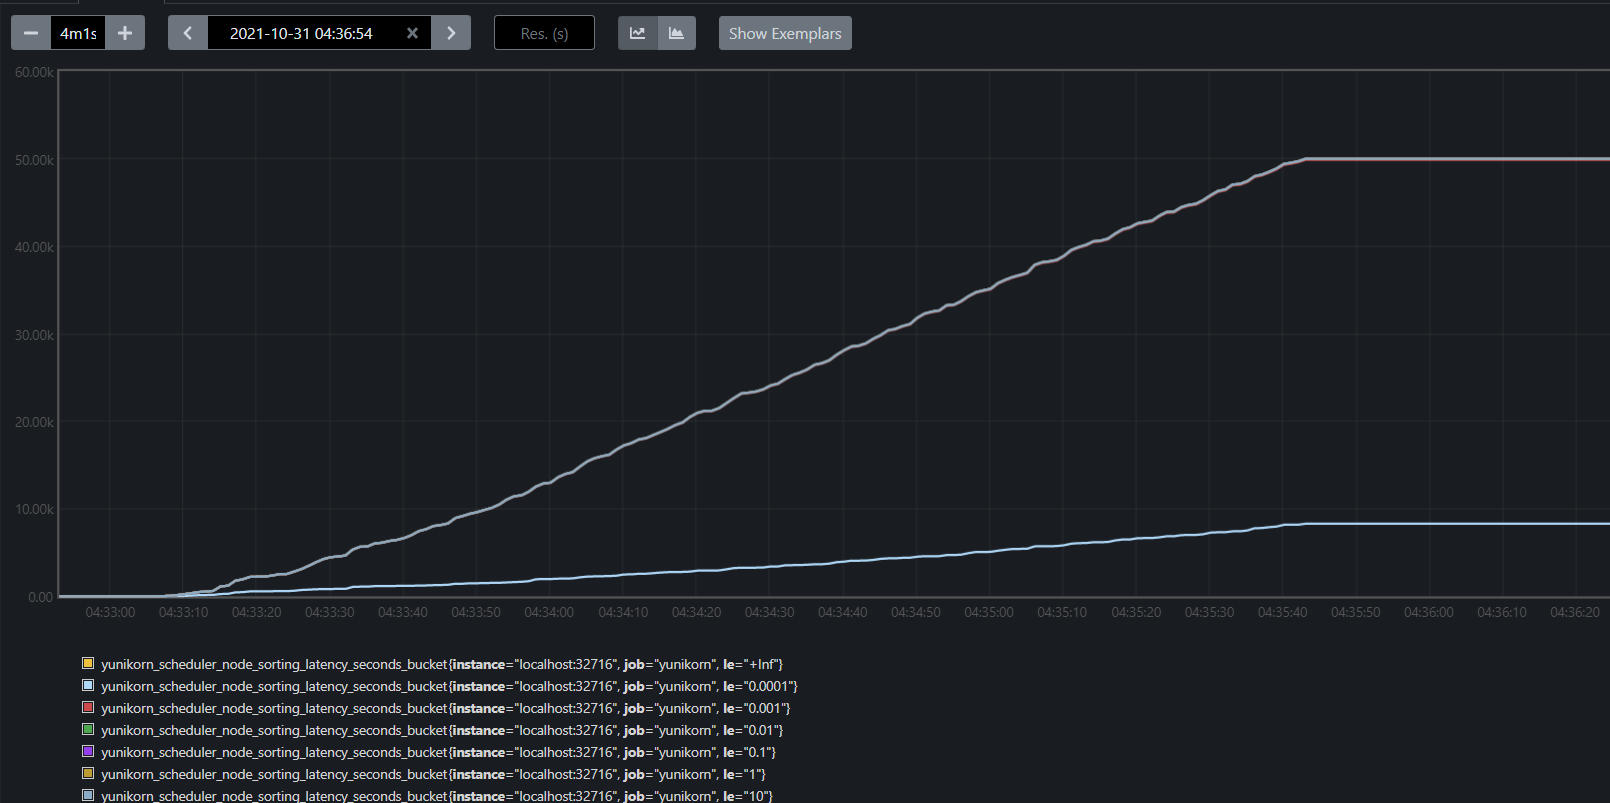 4m1s 2021-10-31 04:36:54 Res. (s) Show Exemplars
60.00k
50.00k
40.00k
30.00k
20.00k
10.00k
0.00
04:33:00 04:33:10 04:33:20 04:33:30 04:33:40 04:33:50 04:34:00 04:34:10 04:34:20 04:34:30 04:34:40 04:34:50 04:35:00 04:35:10 04:35:20 04:35:30 04:35:40 04:35:50 04:36:00 04:36:10 04:36:20
yunikorn_scheduler_node_sorting_latency_seconds_bucket{instance="localhost:32716", job="yunikorn", le="+Inf"}
yunikorn_scheduler_node_sorting_latency_seconds_bucket{instance="localhost:32716", job="yunikorn", le="0.0001"}
yunikorn_scheduler_node_sorting_latency_seconds_bucket{instance="localhost:32716", job="yunikorn", le="0.001"}
yunikorn_scheduler_node_sorting_latency_seconds_bucket{instance="localhost:32716", job="yunikorn", le="0.01"}
yunikorn_scheduler_node_sorting_latency_seconds_bucket{instance="localhost:32716", job="yunikorn", le="0.1"}
yunikorn_scheduler_node_sorting_latency_seconds_bucket{instance="localhost:32716", job="yunikorn", le="1"}
yunikorn_scheduler_node_sorting_latency_seconds_bucket{instance="localhost:32716", job="yunikorn", le="10"}